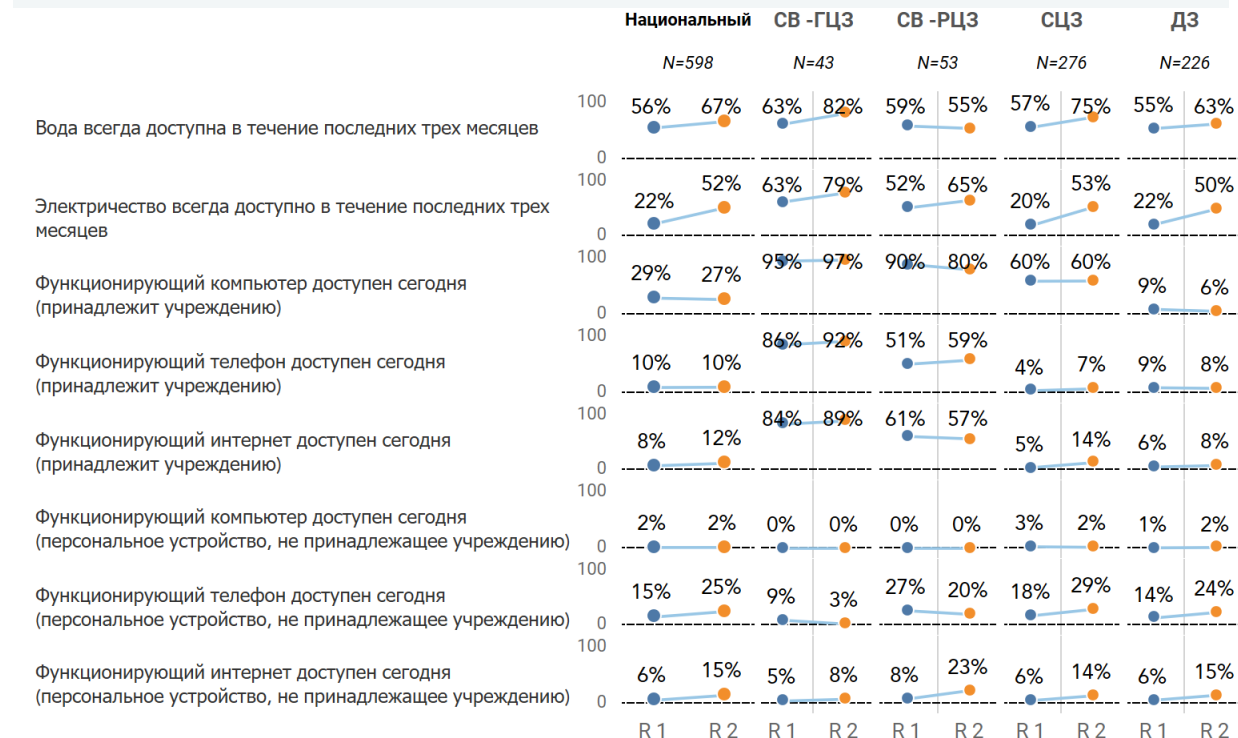 Национальный СВ -ГЦЗ СВ -РЦЗ СЦЗ ДЗ
N=598 N=43 N=53 N=276 N=226
100
56% 67% 63% 82% 59% 55% 57% 75% 55% 63%
Вода всегда доступна в течение последних трех месяцев
0
100
22% 52% 63% 79% 52% 65% 20% 53% 22% 50%
Электричество всегда доступно в течение последних трех
месяцев
0
100
29% 27% 95% 97% 90% 80% 60% 60% 9% 6%
Функционирующий компьютер доступен сегодня
(принадлежит учреждению)
0
100
10% 10% 86% 92% 51% 59% 4% 7% 9% 8%
Функционирующий телефон доступен сегодня
(принадлежит учреждению)
0
100
8% 12% 84% 89% 61% 57% 5% 14% 6% 8%
Функционирующий интернет доступен сегодня
(принадлежит учреждению)
0
100
Функционирующий компьютер доступен сегодня
2% 2% 0% 0% 0% 0% 3% 2% 1% 2%
(персональное устройство, не принадлежащее учреждению)
0
100
15% 25% 9% 3% 27% 20% 18% 29% 14% 24%
Функционирующий телефон доступен сегодня
(персональное устройство, не принадлежащее учреждению)
0
100
6% 15% 5% 8% 8% 23% 6% 14% 6% 15%
Функционирующий интернет доступен сегодня
(персональное устройство, не принадлежащее учреждению)
0
R 1 R 2 R 1 R 2 R 1 R 2 R 1 R 2 R 1 R 2